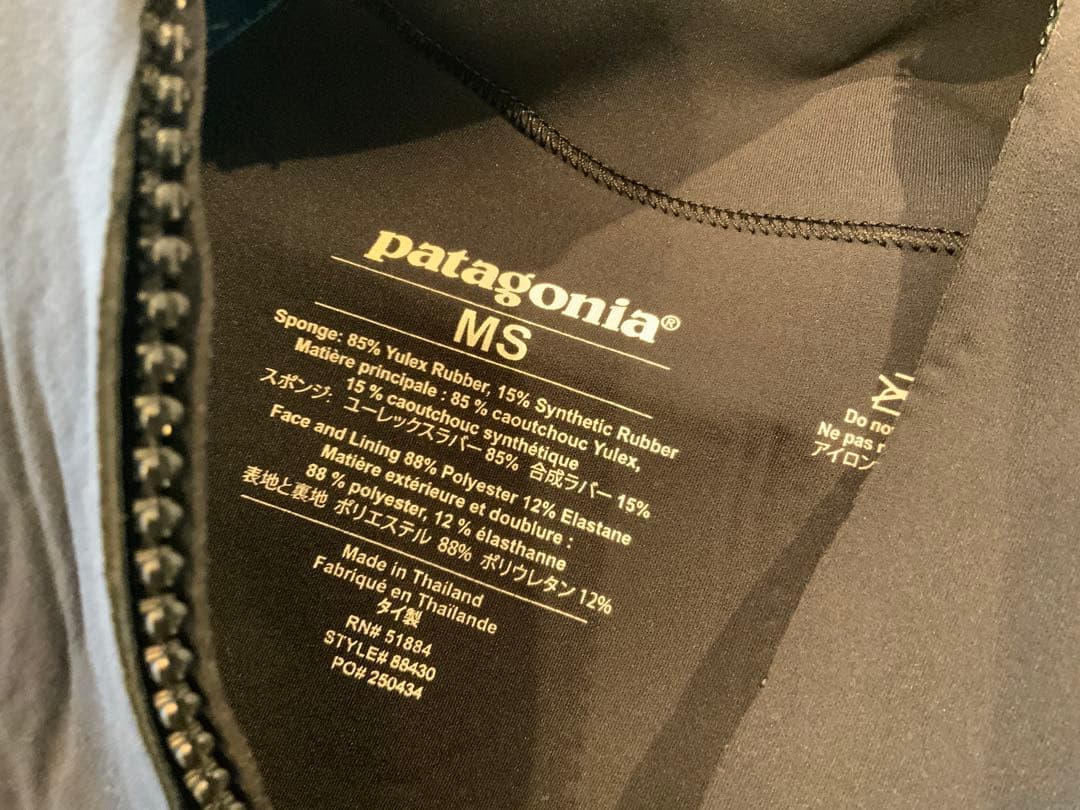 patagonia®
MS
Sponge: 85% Yulex Rubber, 15% Synthetic Rubber
Matière principale : 85 % caoutchouc Yulex,
15 % caoutchouc synthétique
スポンジ: ユーレックスラバー 85% 合成ラバー 15%
Face and Lining 88% Polyester 12% Elastane
Matière extérieure et doublure :
88 % polyester, 12 % élasthanne
表地と裏地 ポリエステル 88% ポリウレタン 12%
Made in Thailand
Fabriqué en Thaïlande
タイ製
RN# 51884
STYLE# 88430
PO# 250434
Do
Ne pas
アイロン